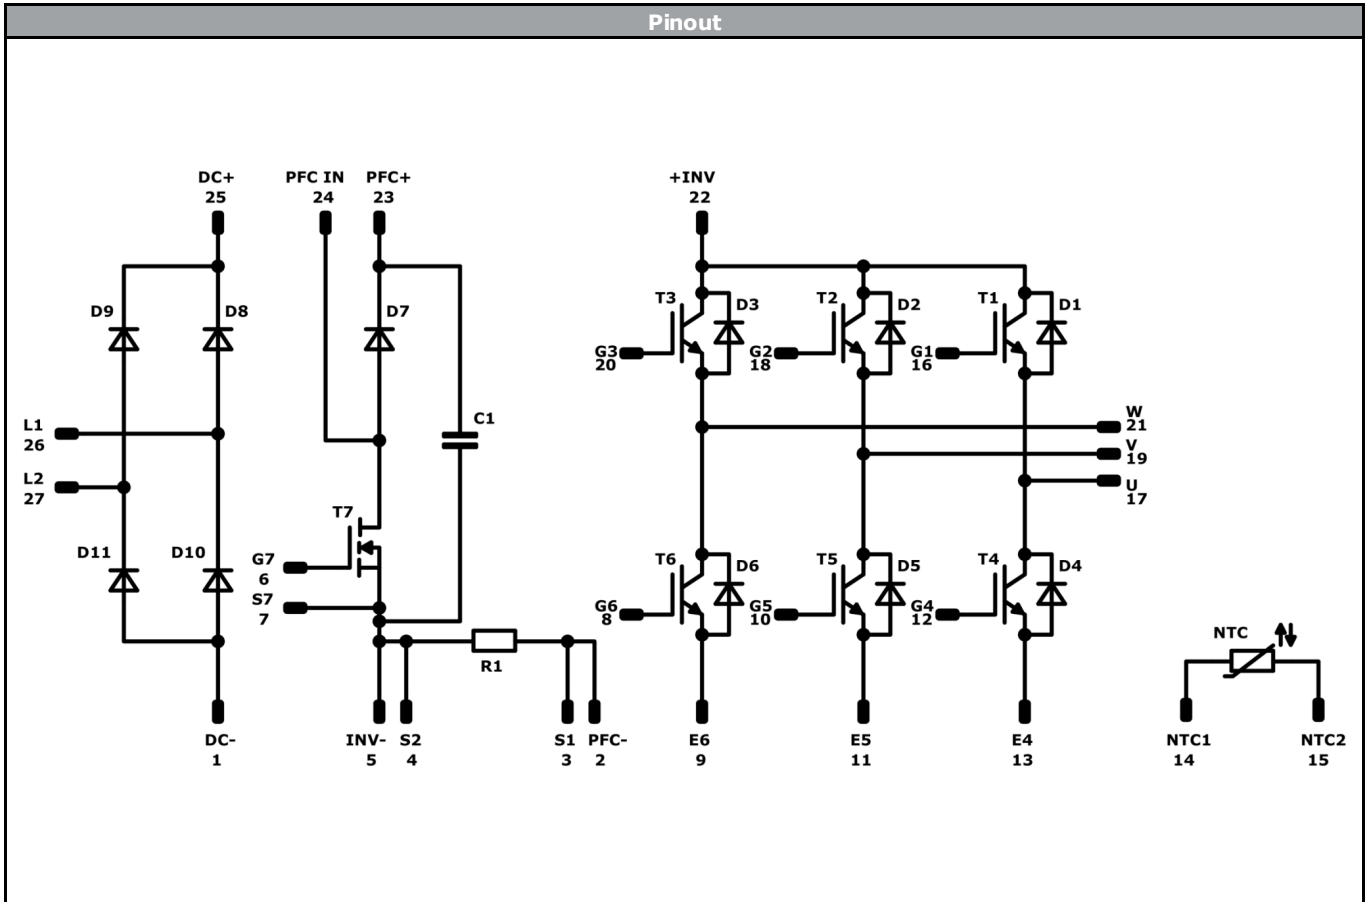 Pinout
DC+
25
PFC IN
24
PFC+
23
+INV
22
D9
D8
D7
T3
D3
T2
D2
T1
D1
G3
20
G2
18
G1
16
L1
26
L2
27
C1
W
21
V
19
U
17
T7
D11
D10
G7
6
S7
7
T6
D6
T5
D5
T4
D4
G6
8
G5
10
G4
12
R1
NTC
DC-
1
INV-
5
S2
4
S1
3
PFC-
2
E6
9
E5
11
E4
13
NTC1
14
NTC2
15